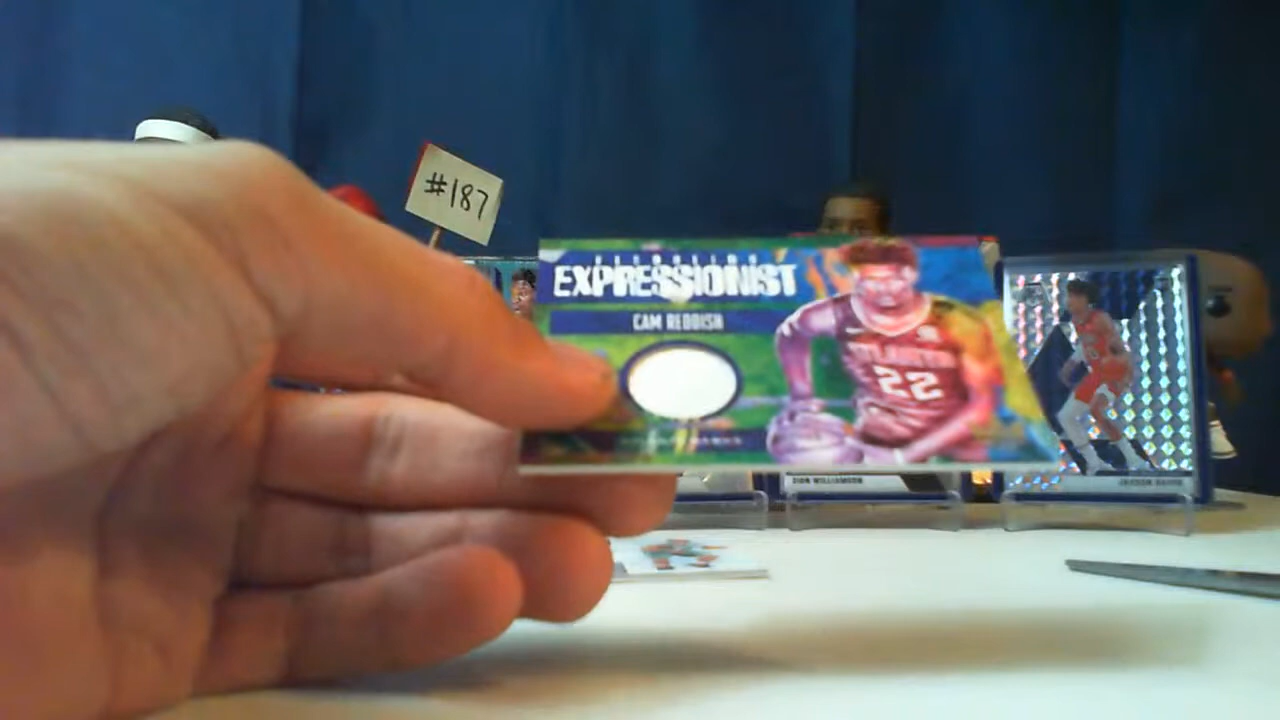 #187
EXPRESSIONIST
CAM REDDISH
ATLANTA
22
ZION WILLIAMSON
JAXSON HAYES